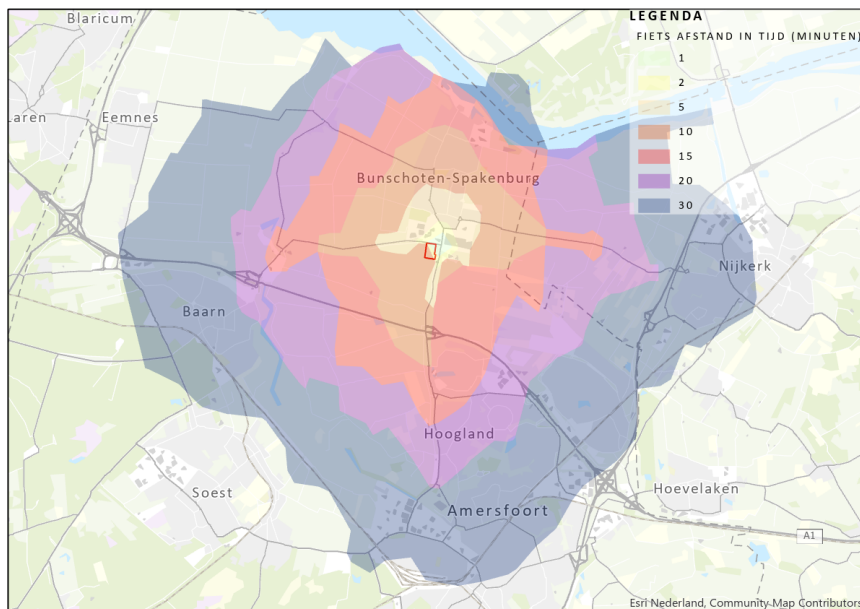 Blaricum
LEGENDA
FIETS AFSTAND IN TIJD (MINUTEN)
1
2
5
10
15
20
30
Laren
Eemnes
Bunschoten-Spakenburg
Nijkerk
Baarn
Hoogland
Soest
Hoevelaken
Amersfoort
A1
Esri Nederland, Community Map Contributors